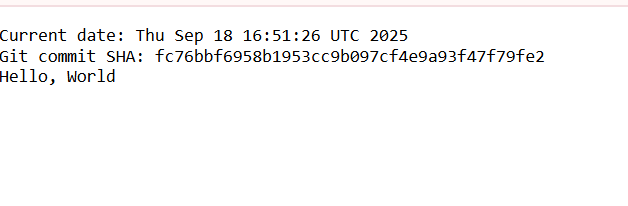 Current date: Thu Sep 18 16:51:26 UTC 2025
Git commit SHA: fc76bbf6958b1953cc9b097cf4e9a93f47f79fe2
Hello, World